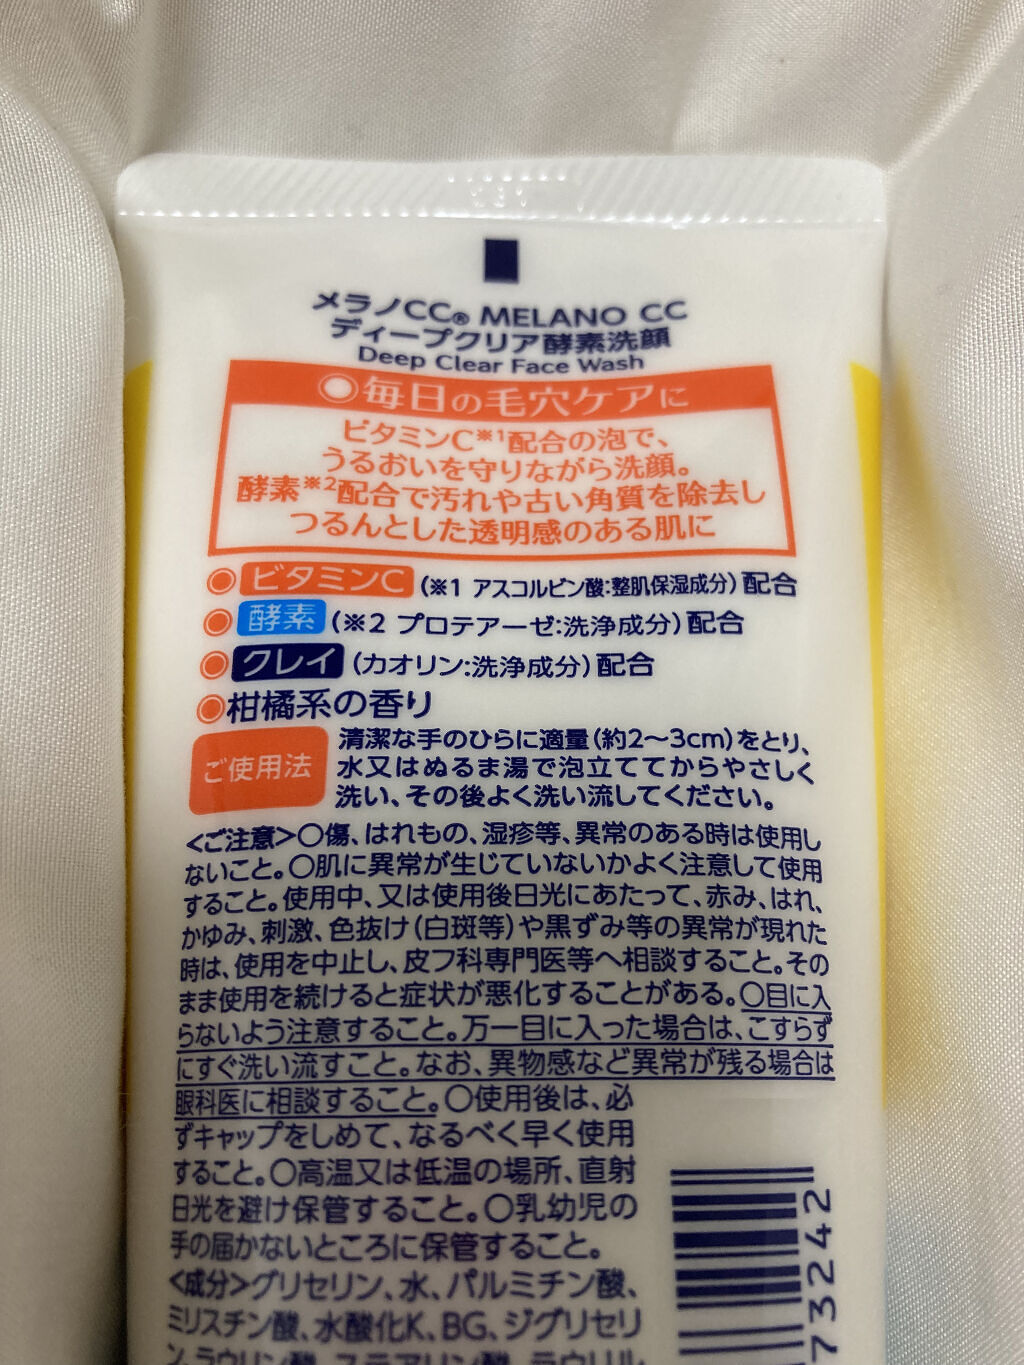 メラノCC® MELANO CC
ディープクリア酵素洗顔
Deep Clear Face Wash
◉毎日の毛穴ケアに
ビタミンC※1配合の泡で、
うるおいを守りながら洗顔。
酵素※2配合で汚れや古い角質を除去し
つるんとした透明感のある肌に
◉ビタミンC(※1 アスコルビン酸:整肌保湿成分)配合
◉酵素(※2 プロテアーゼ:洗浄成分)配合
◉クレイ(カオリン:洗浄成分)配合
◉柑橘系の香り
ご使用法
清潔な手のひらに適量(約2〜3cm)をとり、
水又はぬるま湯で泡立ててからやさしく
洗い、その後よく洗い流してください。
<ご注意>〇傷、はれもの、湿疹等、異常のある時は使用し
ないこと。〇肌に異常が生じていないかよく注意して使用
すること。使用中、又は使用後日光にあたって、赤み、はれ、
かゆみ、刺激、色抜け(白斑等)や黒ずみ等の異常が現れた
時は、使用を中止し、皮フ科専門医等へ相談すること。その
まま使用を続けると症状が悪化することがある。〇目に入
らないよう注意すること。万一目に入った場合は、こすらず
にすぐ洗い流すこと。なお、異物感など異常が残る場合は
眼科医に相談すること。〇使用後は、必
ずキャップをしめて、なるべく早く使用
すること。〇高温又は低温の場所、直射
日光を避け保管すること。〇乳幼児の
手の届かないところに保管すること。
<成分>グリセリン、水、パルミチン酸、
ミリスチン酸、水酸化K、BG、ジグリセリ
ン、ラウリン酸、ステアリン酸、ラウリル
73242